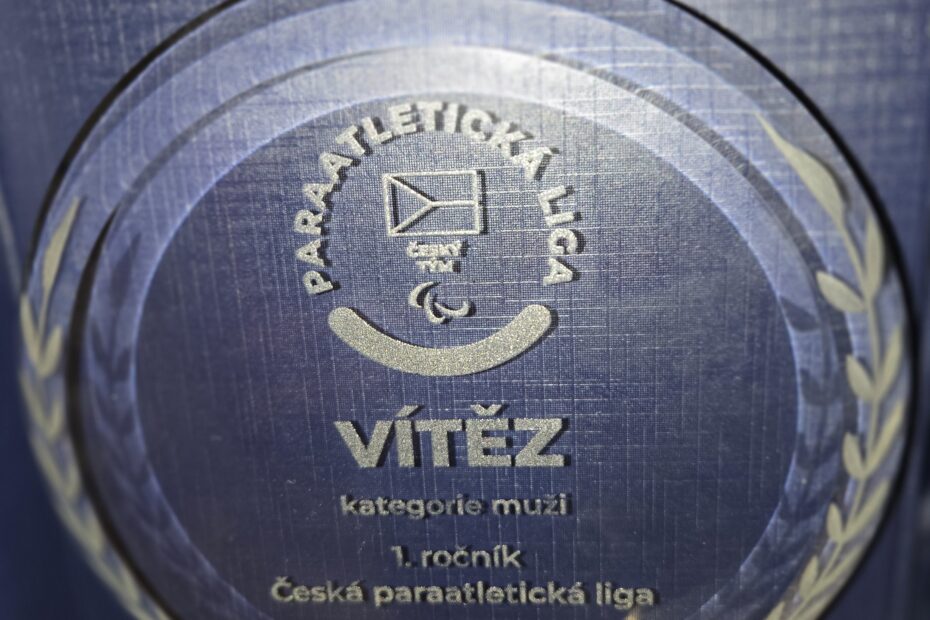 PARAATLETICKÁ LIGA
ČESKÝ
TÝM
VÍTĚZ
kategorie muži
1. ročník
Česká paraatletická liga